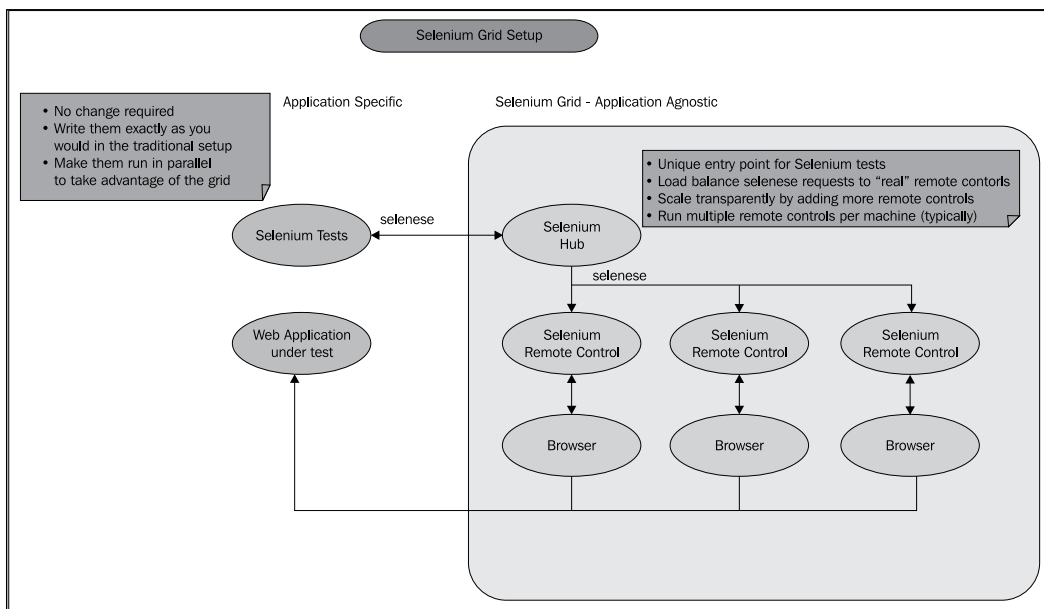 Selenium Grid Setup
• No change required
• Write them exactly as you
would in the traditional setup
• Make them run in parallel
to take advantage of the grid
Application Specific
Selenium Grid - Application Agnostic
• Unique entry point for Selenium tests
• Load balance selenese requests to “real” remote contorls
• Scale transparently by adding more remote controls
• Run multiple remote controls per machine (typically)
Selenium Tests
selenese
Selenium
Hub
selenese
Web Application
under test
Selenium
Remote Control
Selenium
Remote Control
Selenium
Remote Control
Browser
Browser
Browser